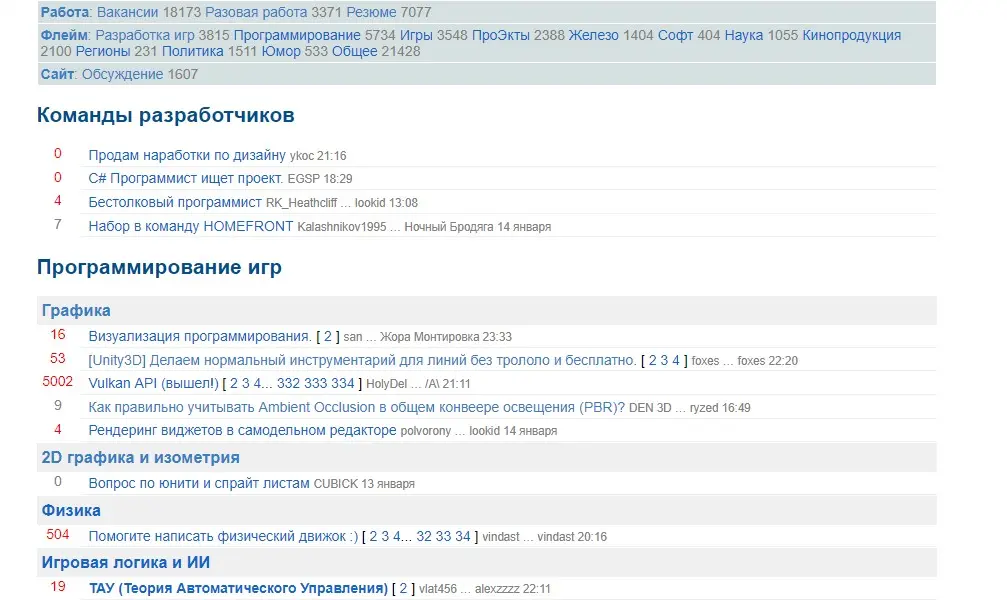 Работа: Вакансии 18173 Разовая работа 3371 Резюме 7077
Флейм: Разработка игр 3815 Программирование 5734 Игры 3548 ПроЭкты 2388 Железо 1404 Софт 404 Наука 1055 Кинопродукция
2100 Регионы 231 Политика 1511 Юмор 533 Общее 21428
Сайт: Обсуждение 1607
Команды разработчиков
0 Продам наработки по дизайну ykoc 21:16
0 C# Программист ищет проект. EGSP 18:29
4 Бестолковый программист RK_Heathcliff ... lookid 13:08
7 Набор в команду HOMEFRONT Kalashnikov1995 ... Ночный Бродяга 14 января
Программирование игр
Графика
16 Визуализация программирования. [ 2 ] san ... Жора Монтировка 23:33
53 [Unity3D] Делаем нормальный инструментарий для линий без трололо и бесплатно. [ 2 3 4 ] foxes ... foxes 22:20
5002 Vulkan API (вышел!) [ 2 3 4... 332 333 334 ] HolyDel ... /A\ 21:11
9 Как правильно учитывать Ambient Occlusion в общем конвеере освещения (PBR)? DEN 3D ... ryzed 16:49
4 Рендеринг виджетов в самодельном редакторе polvorony ... lookid 14 января
2D графика и изометрия
0 Вопрос по юнити и спрайт листам CUBICK 13 января
Физика
504 Помогите написать физический движок :) [ 2 3 4... 32 33 34 ] vindast ... vindast 20:16
Игровая логика и ИИ
19 ТАУ (Теория Автоматического Управления) [ 2 ] vlat456 ... alexzzzz 22:11